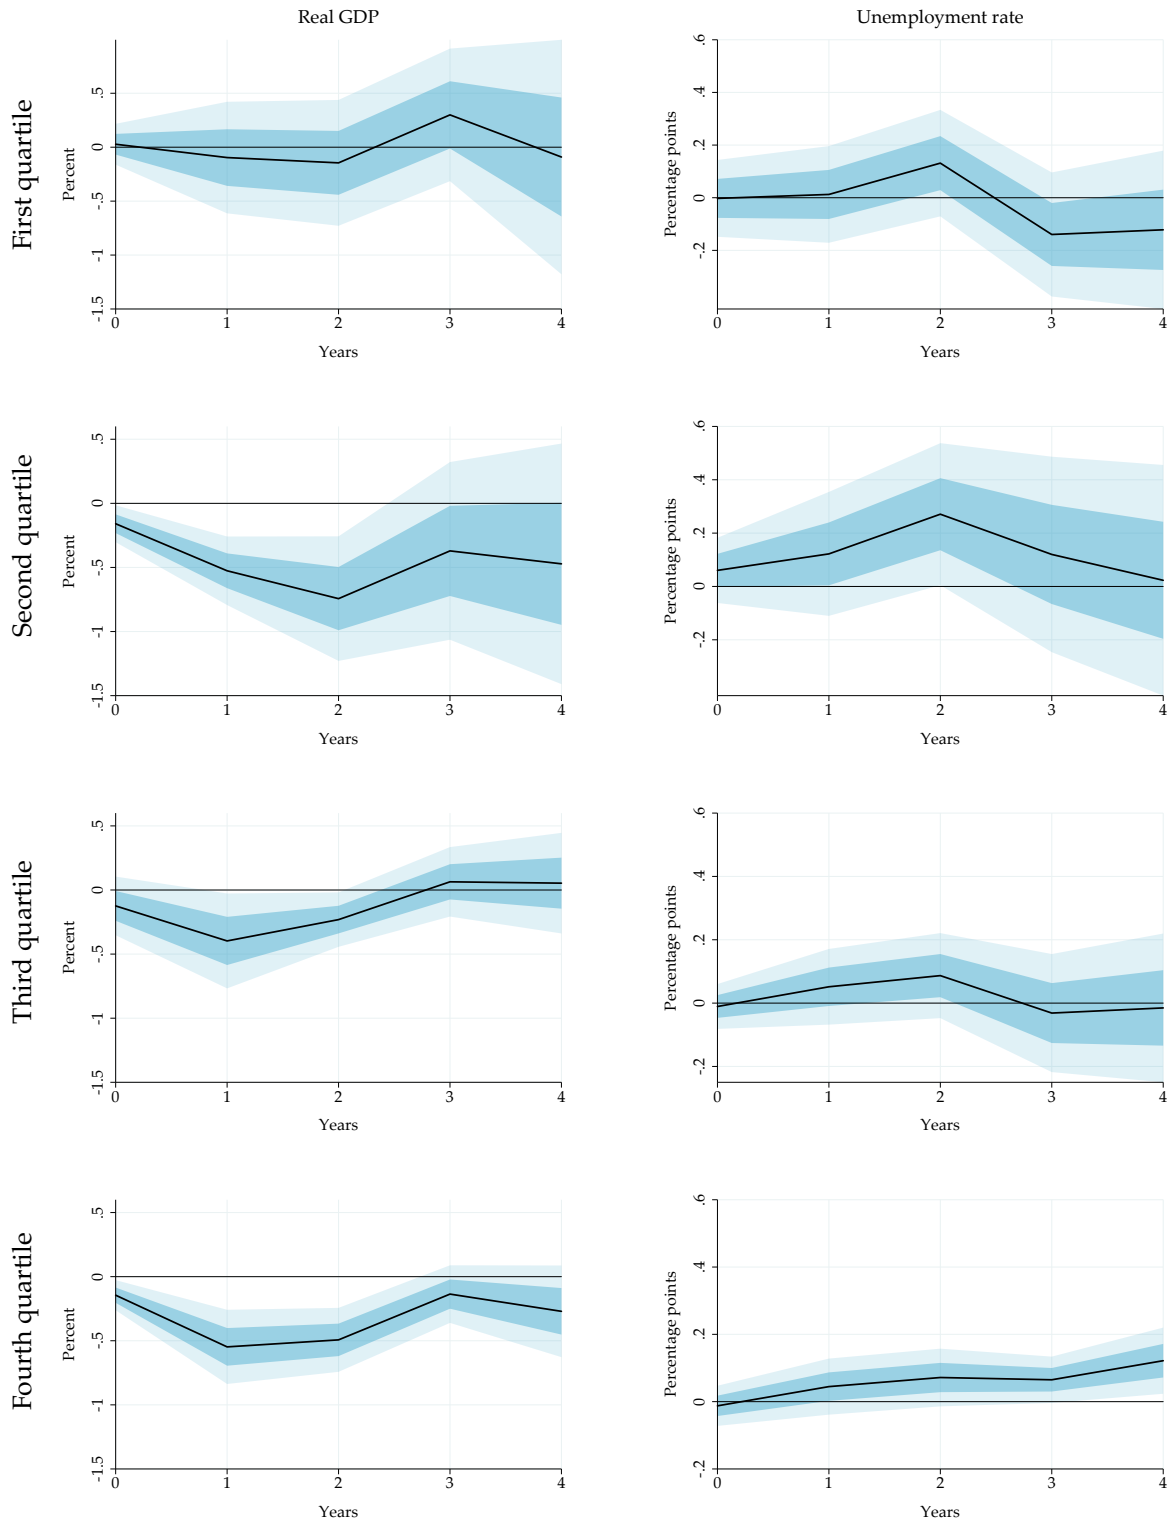 Real GDP
Unemployment rate
First quartile
Percent
.5
0
-.5
-1
-1.5
0 1 2 3 4
Years
Percentage points
.6
.4
.2
0
-.2
0 1 2 3 4
Years
Second quartile
Percent
.5
0
-.5
-1
-1.5
0 1 2 3 4
Years
Percentage points
.6
.4
.2
0
-.2
0 1 2 3 4
Years
Third quartile
Percent
.5
0
-.5
-1
-1.5
0 1 2 3 4
Years
Percentage points
.6
.4
.2
0
-.2
0 1 2 3 4
Years
Fourth quartile
Percent
.5
0
-.5
-1
-1.5
0 1 2 3 4
Years
Percentage points
.6
.4
.2
0
-.2
0 1 2 3 4
Years